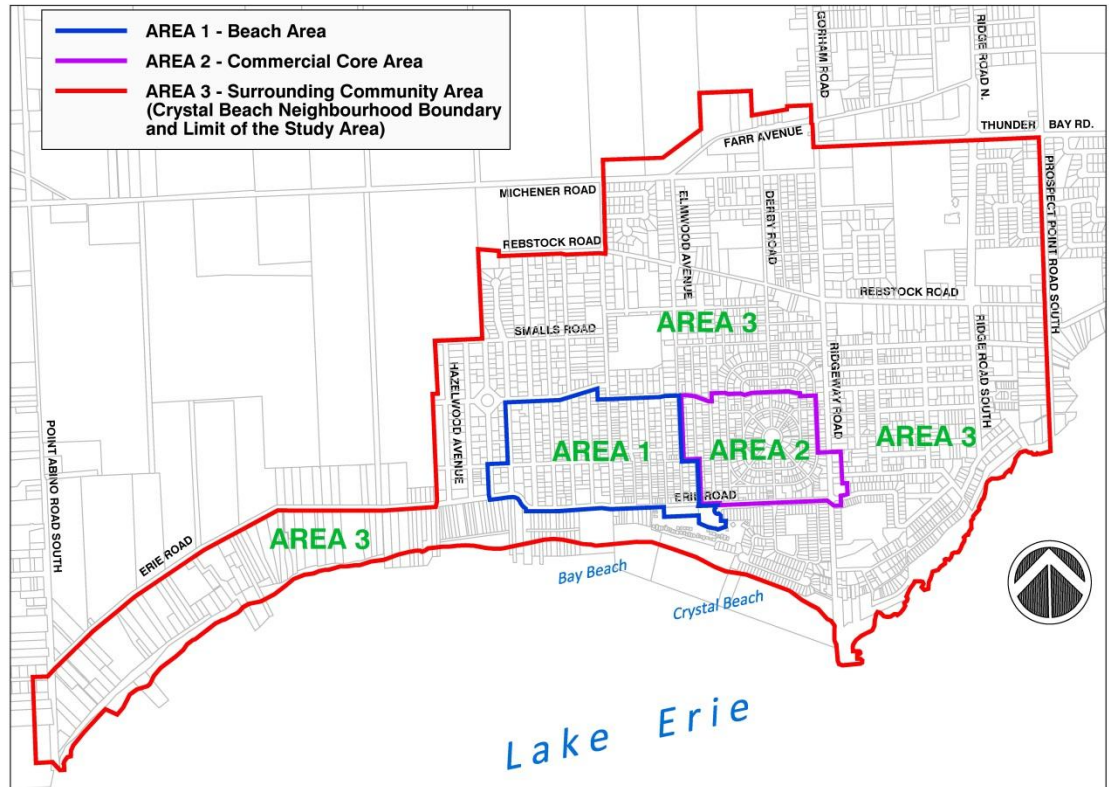 AREA 1 - Beach Area
AREA 2 - Commercial Core Area
AREA 3 - Surrounding Community Area
(Crystal Beach Neighbourhood Boundary
and Limit of the Study Area)
GORHAM ROAD
RIDGE ROAD N.
THUNDER BAY RD.
FARR AVENUE
PROSPECT POINT ROAD SOUTH
MICHENER ROAD
ELMWOOD AVENUE
DERBY ROAD
REBSTOCK ROAD
REBSTOCK ROAD
AREA 3
SMALLS ROAD
HAZELWOOD AVENUE
RIDGEWAY ROAD
RIDGE ROAD SOUTH
POINT ABINO ROAD SOUTH
AREA 1
AREA 2
AREA 3
ERIE ROAD
AREA 3
ERIE ROAD
Bay Beach
Crystal Beach
Lake Erie